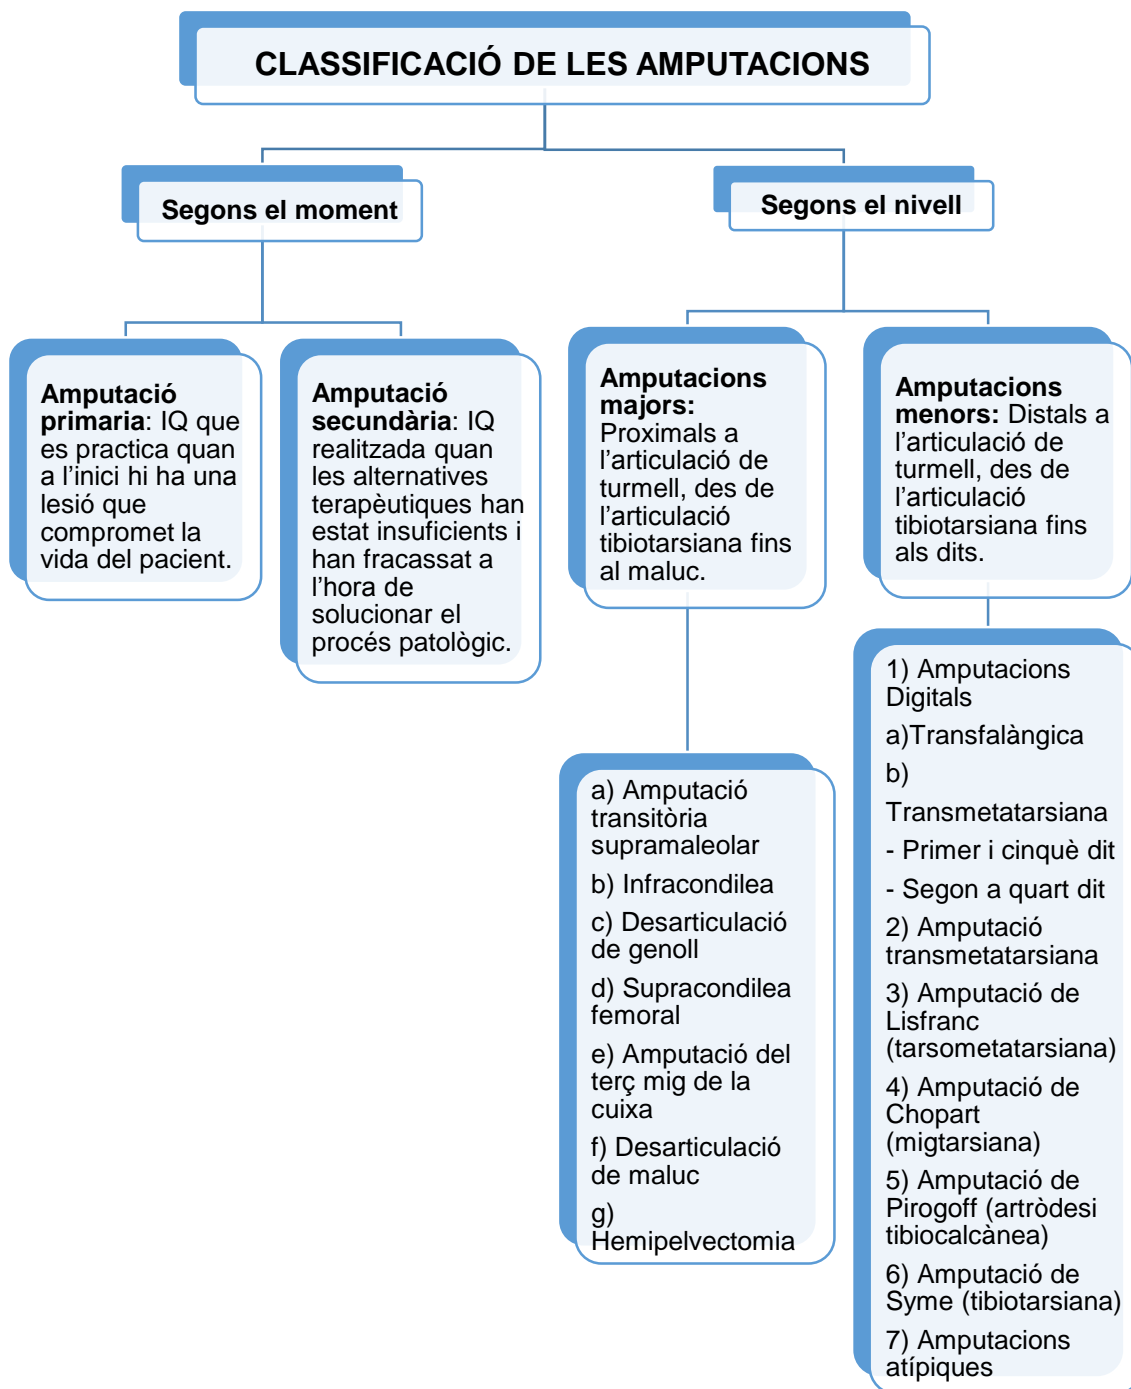 CLASSIFICACIÓ DE LES AMPUTACIONS
Segons el moment
Segons el nivell
Amputació
primaria: IQ que
es practica quan
a l’inici hi ha una
lesió que
compromet la
vida del pacient.
Amputació
secundària: IQ
realitzada quan
les alternatives
terapèutiques han
estat insuficients i
han fracassat a
l’hora de
solucionar el
procés patològic.
Amputacions
majors:
Proximals a
l’articulació de
turmell, des de
l’articulació
tibiotarsiana fins
al maluc.
Amputacions
menors: Distals a
l’articulació de
turmell, des de
l’articulació
tibiotarsiana fins
als dits.
a) Amputació
transitòria
supramaleolar
b) Infracondilea
c) Desarticulació
de genoll
d) Supracondilea
femoral
e) Amputació del
terç mig de la
cuixa
f) Desarticulació
de maluc
g)
Hemipelvectomia
1) Amputacions
Digitals
a)Transfalàngica
b)
Transmetatarsiana
- Primer i cinquè dit
- Segon a quart dit
2) Amputació
transmetatarsiana
3) Amputació de
Lisfranc
(tarsometatarsiana)
4) Amputació de
Chopart
(migtarsiana)
5) Amputació de
Pirogoff (artròdesi
tibiocalcànea)
6) Amputació de
Syme (tibiotarsiana)
7) Amputacions
atípiques